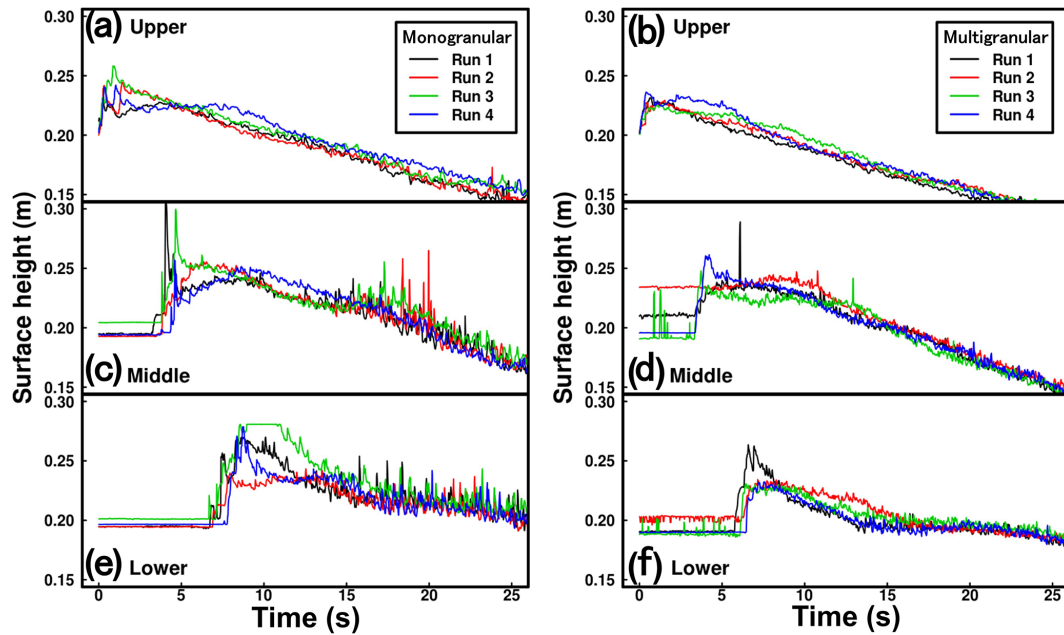 (a) Upper
Monogranular
Run 1
Run 2
Run 3
Run 4
0.30
0.25
0.20
0.15
(b) Upper
Multigranular
Run 1
Run 2
Run 3
Run 4
0.30
0.25
0.20
0.15
Surface height (m)
(c) Middle
0.30
0.25
0.20
0.15
Surface height (m)
(d) Middle
0.30
0.25
0.20
0.15
(e) Lower
0.30
0.25
0.20
0.15
0 5 10 15 20 25
Time (s)
(f) Lower
0.30
0.25
0.20
0.15
0 5 10 15 20 25
Time (s)